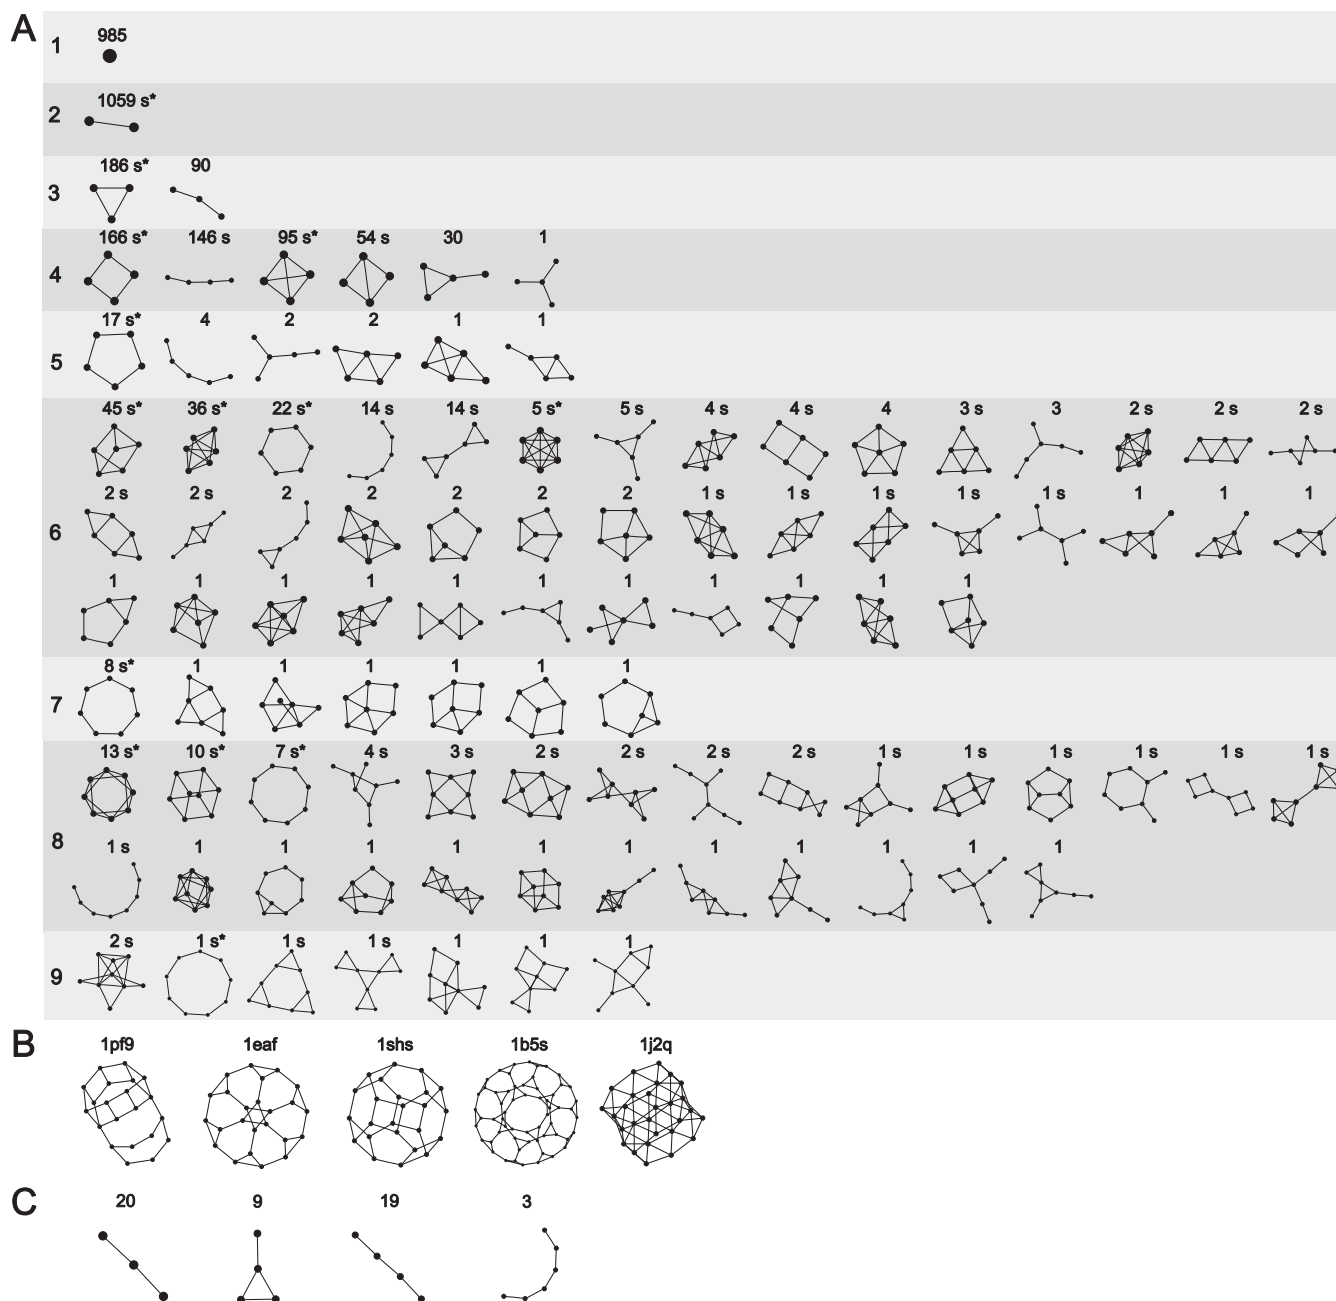 A
1
985
2
1059 s*
3
186 s* 90
4
166 s* 146 s 95 s* 54 s 30 1
5
17 s* 4 2 2 1 1
6
45 s* 36 s* 22 s* 14 s 14 s 5 s* 5 s 4 s 4 s 4 3 s 3 2 s 2 s 2 s
2 s 2 s 2 2 2 2 2 1 s 1 s 1 s 1 s 1 s 1 1 1
1 1 1 1 1 1 1 1 1 1 1
7
8 s* 1 1 1 1 1 1
8
13 s* 10 s* 7 s* 4 s 3 s 2 s 2 s 2 s 2 s 1 s 1 s 1 s 1 s 1 s 1 s
1 s 1 1 1 1 1 1 1 1 1 1 1
9
2 s 1 s* 1 s 1 s 1 1 1
B
1pf9 1eaf 1shs 1b5s 1j2q
C
20 9 19 3